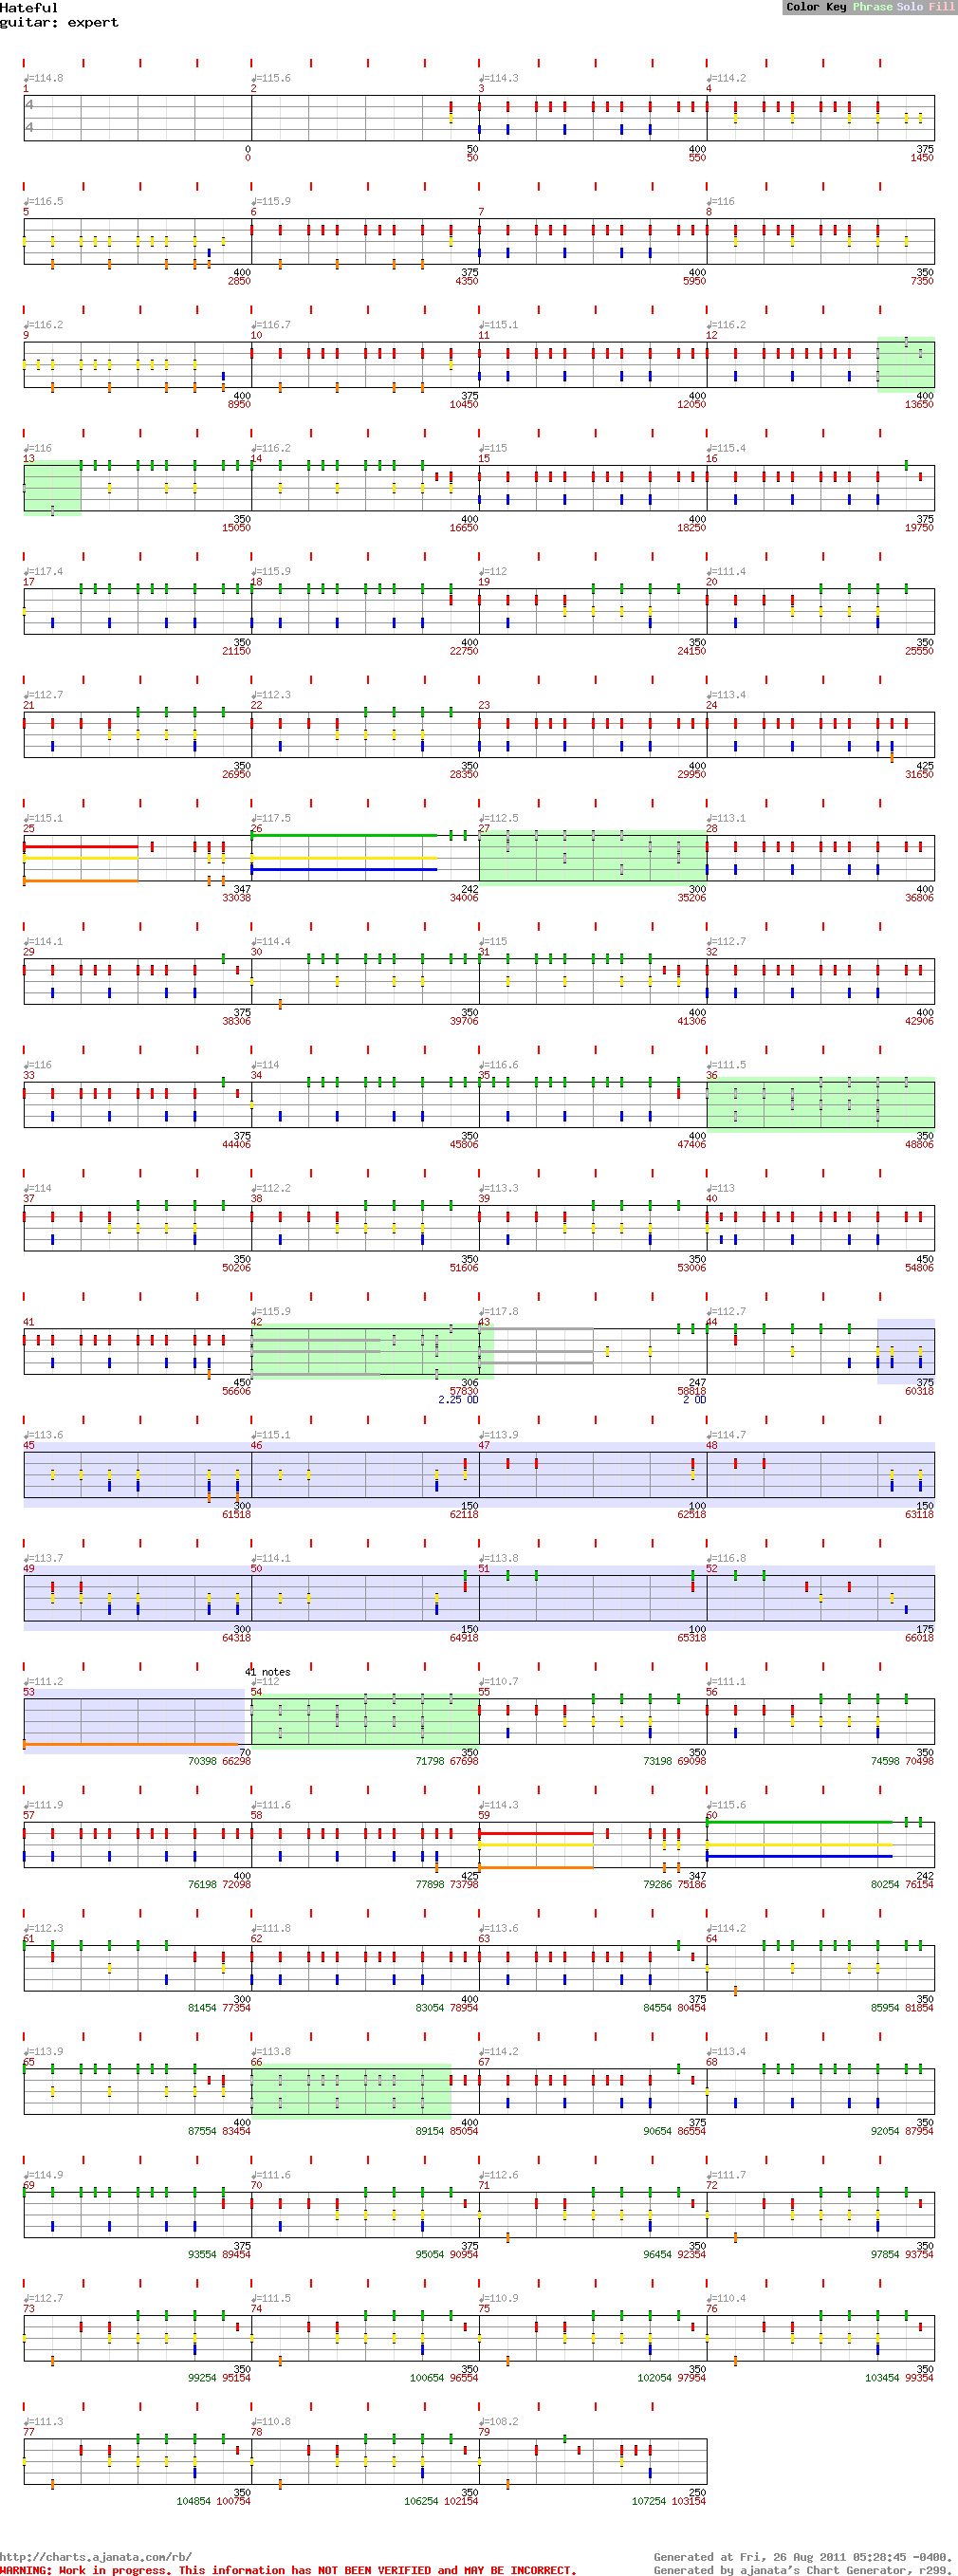 Hateful
guitar: expert
Color Key Phrase Solo Fill
♩=114.8 ♩=115.6 ♩=114.3 ♩=114.2
1 2 3 4
4
4
0 50 400 375
0 50 550 1450
♩=116.5 ♩=115.9 ♩=116
5 6 7 8
400 375 400 350
2850 4350 5950 7350
♩=116.2 ♩=116.7 ♩=115.1 ♩=116.2
9 10 11 12
400 375 400 400
8950 10450 12050 13650
♩=116 ♩=116.2 ♩=115 ♩=115.4
13 14 15 16
350 400 400 375
15050 16650 18250 19750
♩=117.4 ♩=115.9 ♩=112 ♩=111.4
17 18 19 20
350 400 350 350
21150 22750 24150 25550
♩=112.7 ♩=112.3 ♩=113.4
21 22 23 24
350 350 400 425
26950 28350 29950 31650
♩=115.1 ♩=117.5 ♩=112.5 ♩=113.1
25 26 27 28
347 242 300 400
33038 34006 35206 36806
♩=114.1 ♩=114.4 ♩=115 ♩=112.7
29 30 31 32
375 350 400 400
38306 39706 41306 42906
♩=116 ♩=114 ♩=116.6 ♩=111.5
33 34 35 36
375 350 400 350
44406 45806 47406 48806
♩=114 ♩=112.2 ♩=113.3 ♩=113
37 38 39 40
350 350 350 450
50206 51606 53006 54806
♩=115.9 ♩=117.8 ♩=112.7
41 42 43 44
450 306 247 375
56606 57830 58818 60318
2.25 OD 2 OD
♩=113.6 ♩=115.1 ♩=113.9 ♩=114.7
45 46 47 48
300 150 100 150
61518 62118 62518 63118
♩=113.7 ♩=114.1 ♩=113.8 ♩=116.8
49 50 51 52
300 150 100 175
64318 64918 65318 66018
41 notes
♩=111.2 ♩=112 ♩=110.7 ♩=111.1
53 54 55 56
70 350 350 350
70398 66298 71798 67698 73198 69098 74598 70498
♩=111.9 ♩=111.6 ♩=114.3 ♩=115.6
57 58 59 60
400 425 347 242
76198 72098 77898 73798 79286 75186 80254 76154
♩=112.3 ♩=111.8 ♩=113.6 ♩=114.2
61 62 63 64
300 400 375 350
81454 77354 83054 78954 84554 80454 85954 81854
♩=113.9 ♩=113.8 ♩=114.2 ♩=113.4
65 66 67 68
400 400 375 350
87554 83454 89154 85054 90654 86554 92054 87954
♩=114.9 ♩=111.6 ♩=112.6 ♩=111.7
69 70 71 72
375 375 350 350
93554 89454 95054 90954 96454 92354 97854 93754
♩=112.7 ♩=111.5 ♩=110.9 ♩=110.4
73 74 75 76
350 350 350 350
99254 95154 100654 96554 102054 97954 103454 99354
♩=111.3 ♩=110.8 ♩=108.2
77 78 79
350 350 250
104854 100754 106254 102154 107254 103154
http://charts.ajanata.com/rb/
WARNING: Work in progress. This information has NOT BEEN VERIFIED and MAY BE INCORRECT.
Generated at Fri, 26 Aug 2011 05:28:45 -0400.
Generated by ajanata's Chart Generator, r299.